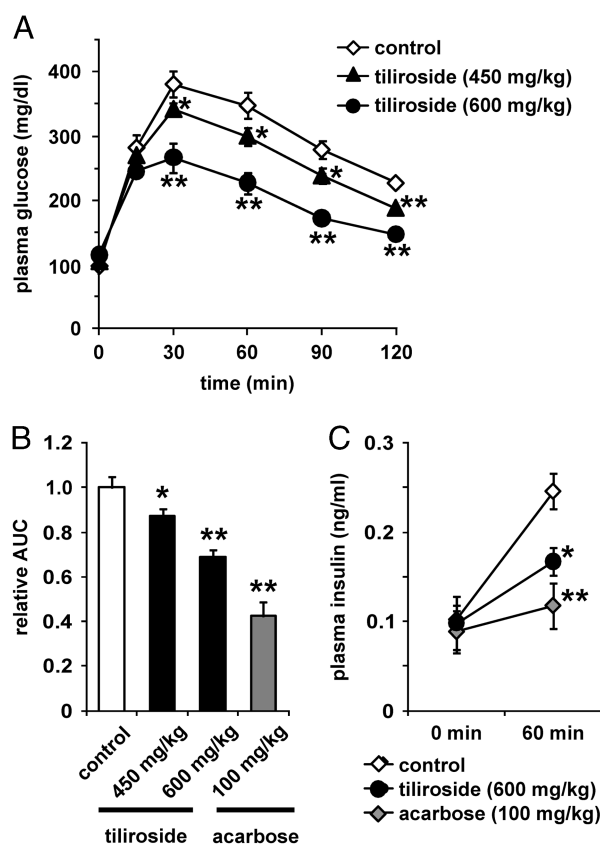 A
plasma glucose (mg/dl)
400
300
200
100
0
0 30 60 90 120
time (min)
control
tiliroside (450 mg/kg)
tiliroside (600 mg/kg)
*
*
*
**
**
**
**
**
B
relative AUC
1.2
1.0
0.8
0.6
0.4
0.2
0
*
**
**
control
450 mg/kg
600 mg/kg
100 mg/kg
tiliroside acarbose
C
plasma insulin (ng/ml)
0.3
0.2
0.1
0
*
**
0 min 60 min
control
tiliroside (600 mg/kg)
acarbose (100 mg/kg)